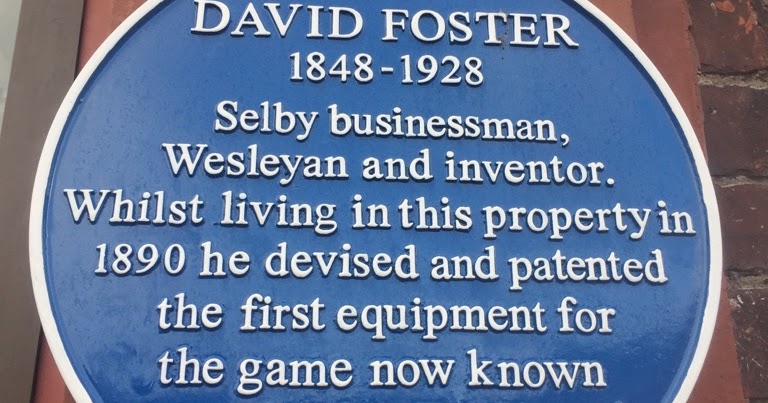 DAVID FOSTER
1848-1928
Selby businessman,
Wesleyan and inventor.
Whilst living in this property in
1890 he devised and patented
the first equipment for
the game now known